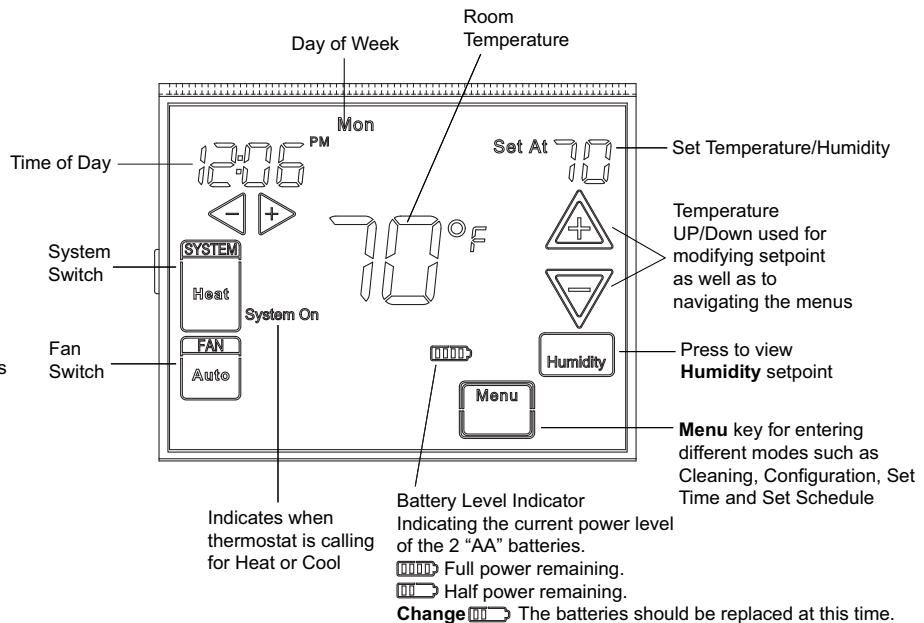 Room
Temperature
Day of Week
Mon
Time of Day
12:06 PM
Set At 70
Set Temperature/Humidity
70°F
Temperature
UP/Down used for
modifying setpoint
as well as to
navigating the menus
System
Switch
SYSTEM
Heat
System On
Fan
Switch
s
FAN
Auto
Humidity
Press to view
Humidity setpoint
Menu
Menu key for entering
different modes such as
Cleaning, Configuration, Set
Time and Set Schedule
Indicates when
thermostat is calling
for Heat or Cool
Battery Level Indicator
Indicating the current power level
of the 2 “AA” batteries.
Full power remaining.
Half power remaining.
Change The batteries should be replaced at this time.